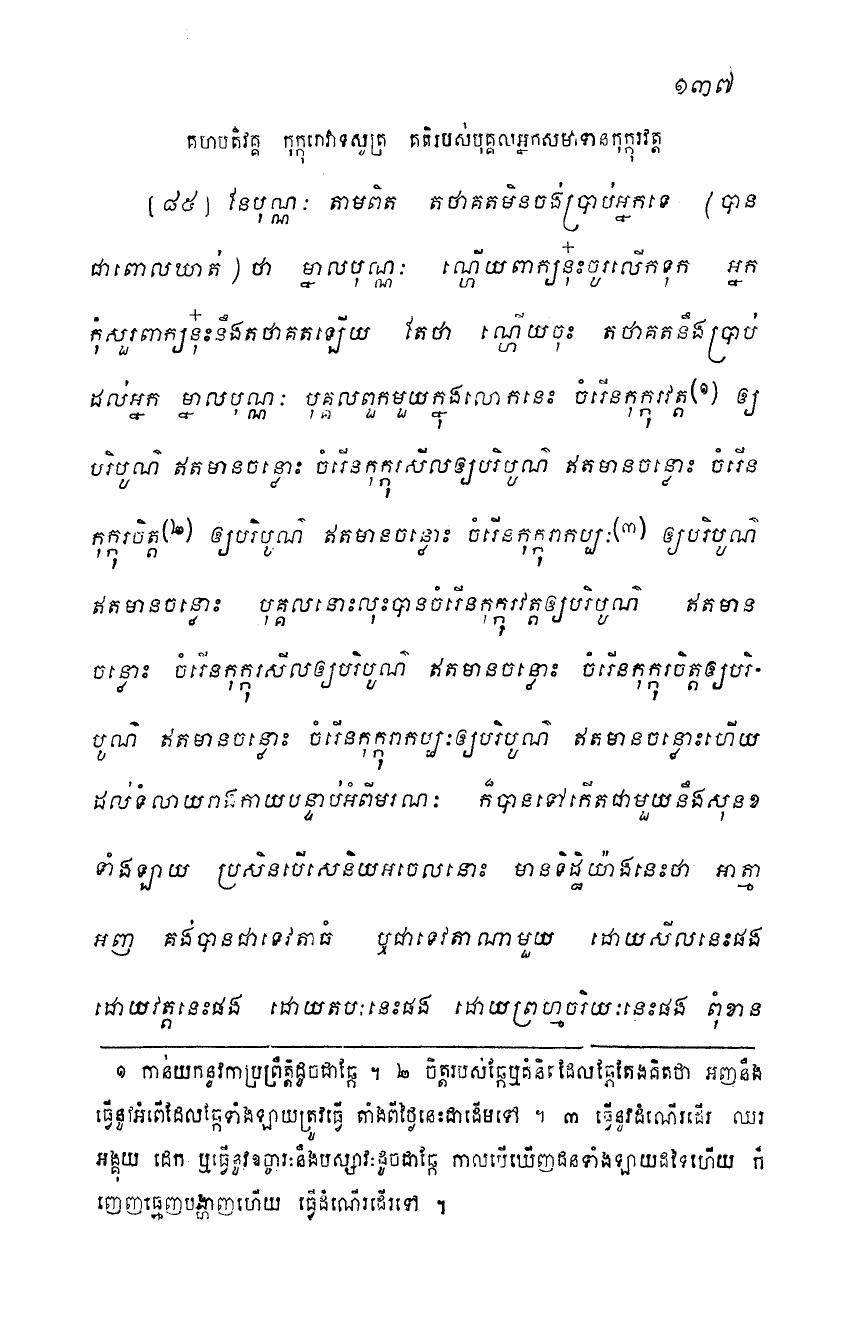 ១៣៧
គហបតិវគ្គ កុក្កុរោវាទសូត្រ គតិរបស់បុគ្គលអ្នកសមាទានកុក្កុរវត្ត
[៨៥] នែបុណ្ណៈ តាមពិត តថាគតមិនចង់ប្រាប់អ្នកទេ (បាន
ជាពោលឃាត់) ថា ម្នាលបុណ្ណៈ ណ្ហើយពាក្យនុ៎ះចូរលើកទុក អ្នក
កុំសួរពាក្យនុ៎ះនឹងតថាគតឡើយ តែថា ណ្ហើយចុះ តថាគតនឹងប្រាប់
ដល់អ្នក ម្នាលបុណ្ណៈ បុគ្គលពួកមួយក្នុងលោកនេះ ចំរើនកុក្កុរវត្ត(១) ឲ្យ
បរិបូណ៌ ឥតមានចន្លោះ ចំរើនកុក្កុរសីលឲ្យបរិបូណ៌ ឥតមានចន្លោះ ចំរើន
កុក្កុរចិត្ត(២) ឲ្យបរិបូណ៌ ឥតមានចន្លោះ ចំរើនកុក្កុរាកប្បៈ(៣) ឲ្យបរិបូណ៌
ឥតមានចន្លោះ បុគ្គលនោះលុះបានចំរើនកុក្កុរវត្តឲ្យបរិបូណ៌ ឥតមាន
ចន្លោះ ចំរើនកុក្កុរសីលឲ្យបរិបូណ៌ ឥតមានចន្លោះ ចំរើនកុក្កុរចិត្តឲ្យបរិ-
បូណ៌ ឥតមានចន្លោះ ចំរើនកុក្កុរាកប្បៈឲ្យបរិបូណ៌ ឥតមានចន្លោះហើយ
ដល់ទំលាយរាងកាយបន្ទាប់អំពីមរណៈ ក៏បានទៅកើតជាមួយនឹងសុនខ
ទាំងឡាយ ប្រសិនបើសេនិយអចេលនោះ មានទិដ្ឋិយ៉ាងនេះថា អាត្មា
អញ គង់បានជាទេវតាធំ ឬជាទេវតាណាមួយ ដោយសីលនេះផង
ដោយវត្តនេះផង ដោយតបៈនេះផង ដោយព្រហ្មចរិយៈនេះផង ពុំខាន
១ កាន់យកនូវការប្រព្រឹត្តិដូចជាឆ្កែ ។ ២ ចិត្តរបស់ឆ្កែឬគំនិតដែលឆ្កែតែងគិតថា អញនឹង
ធ្វើនូវអំពើដែលឆ្កែទាំងឡាយត្រូវធ្វើ តាំងពីថ្ងៃនេះជាដើមទៅ ។ ៣ ធ្វើនូវដំណើរដើរ ឈរ
អង្គុយ ដេក ឬធ្វើនូវឧច្ចារៈនឹងបស្សាវៈដូចជាឆ្កែ កាលបើឃើញជនទាំងឡាយដទៃហើយ ក៏
ញេញធ្មេញបង្ហាញហើយ ធ្វើដំណើរដើរទៅ ។